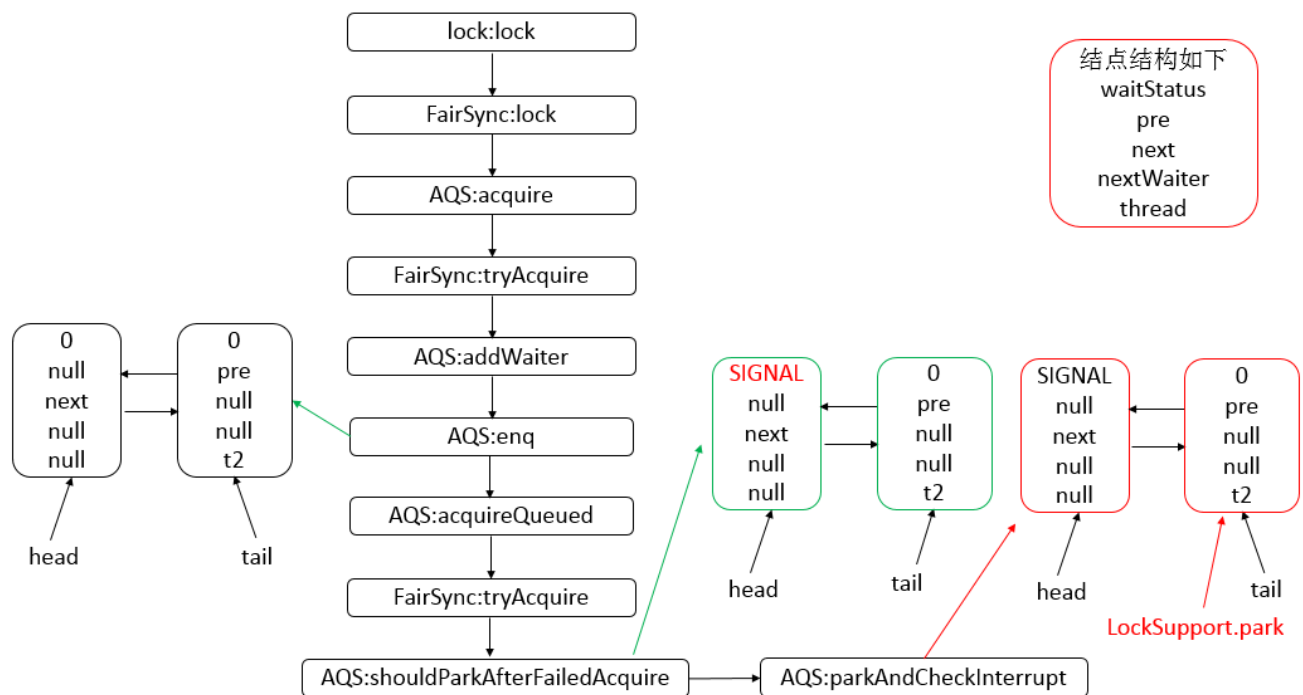 lock:lock
FairSync:lock
AQS:acquire
FairSync:tryAcquire
AQS:addWaiter
AQS:enq
AQS:acquireQueued
FairSync:tryAcquire
AQS:shouldParkAfterFailedAcquire
AQS:parkAndCheckInterrupt
结点结构如下
waitStatus
pre
next
nextWaiter
thread
0
null
next
null
null
head
0
pre
null
null
t2
tail
SIGNAL
null
next
null
null
head
0
pre
null
null
t2
tail
SIGNAL
null
next
null
null
head
0
pre
null
null
t2
tail
LockSupport.park